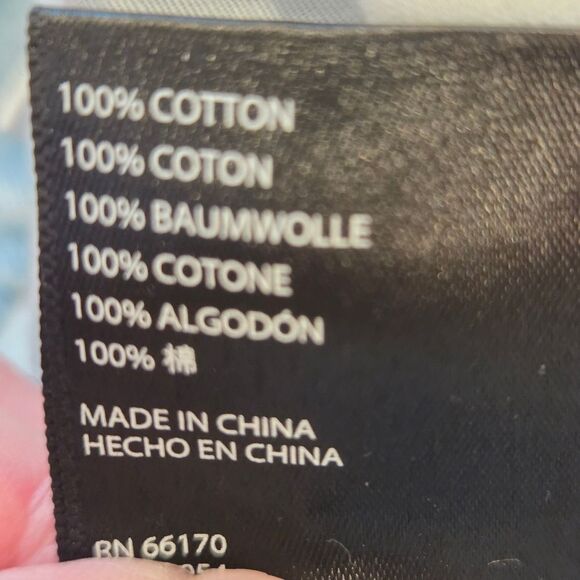 100% COTTON
100% COTON
100% BAUMWOLLE
100% COTONE
100% ALGODÓN
100% 棉
MADE IN CHINA
HECHO EN CHINA
RN 66170